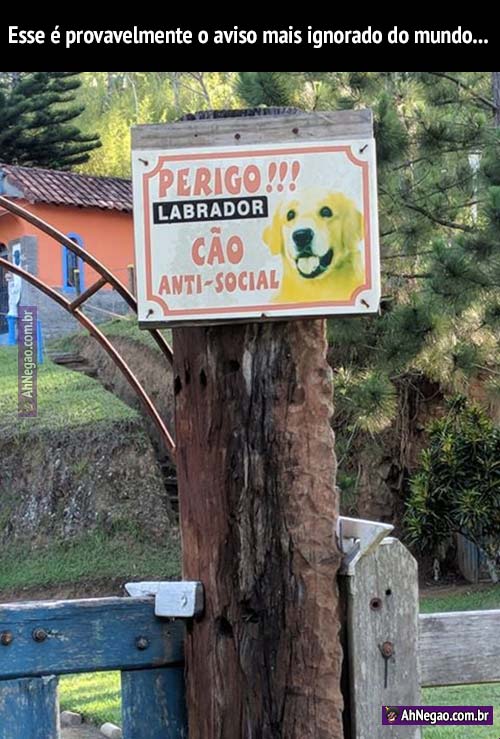 Esse é provavelmente o aviso mais ignorado do mundo...
PERIGO!!!
LABRADOR
CÃO
ANTI-SOCIAL
AhNegao.com.br
AhNegao.com.br